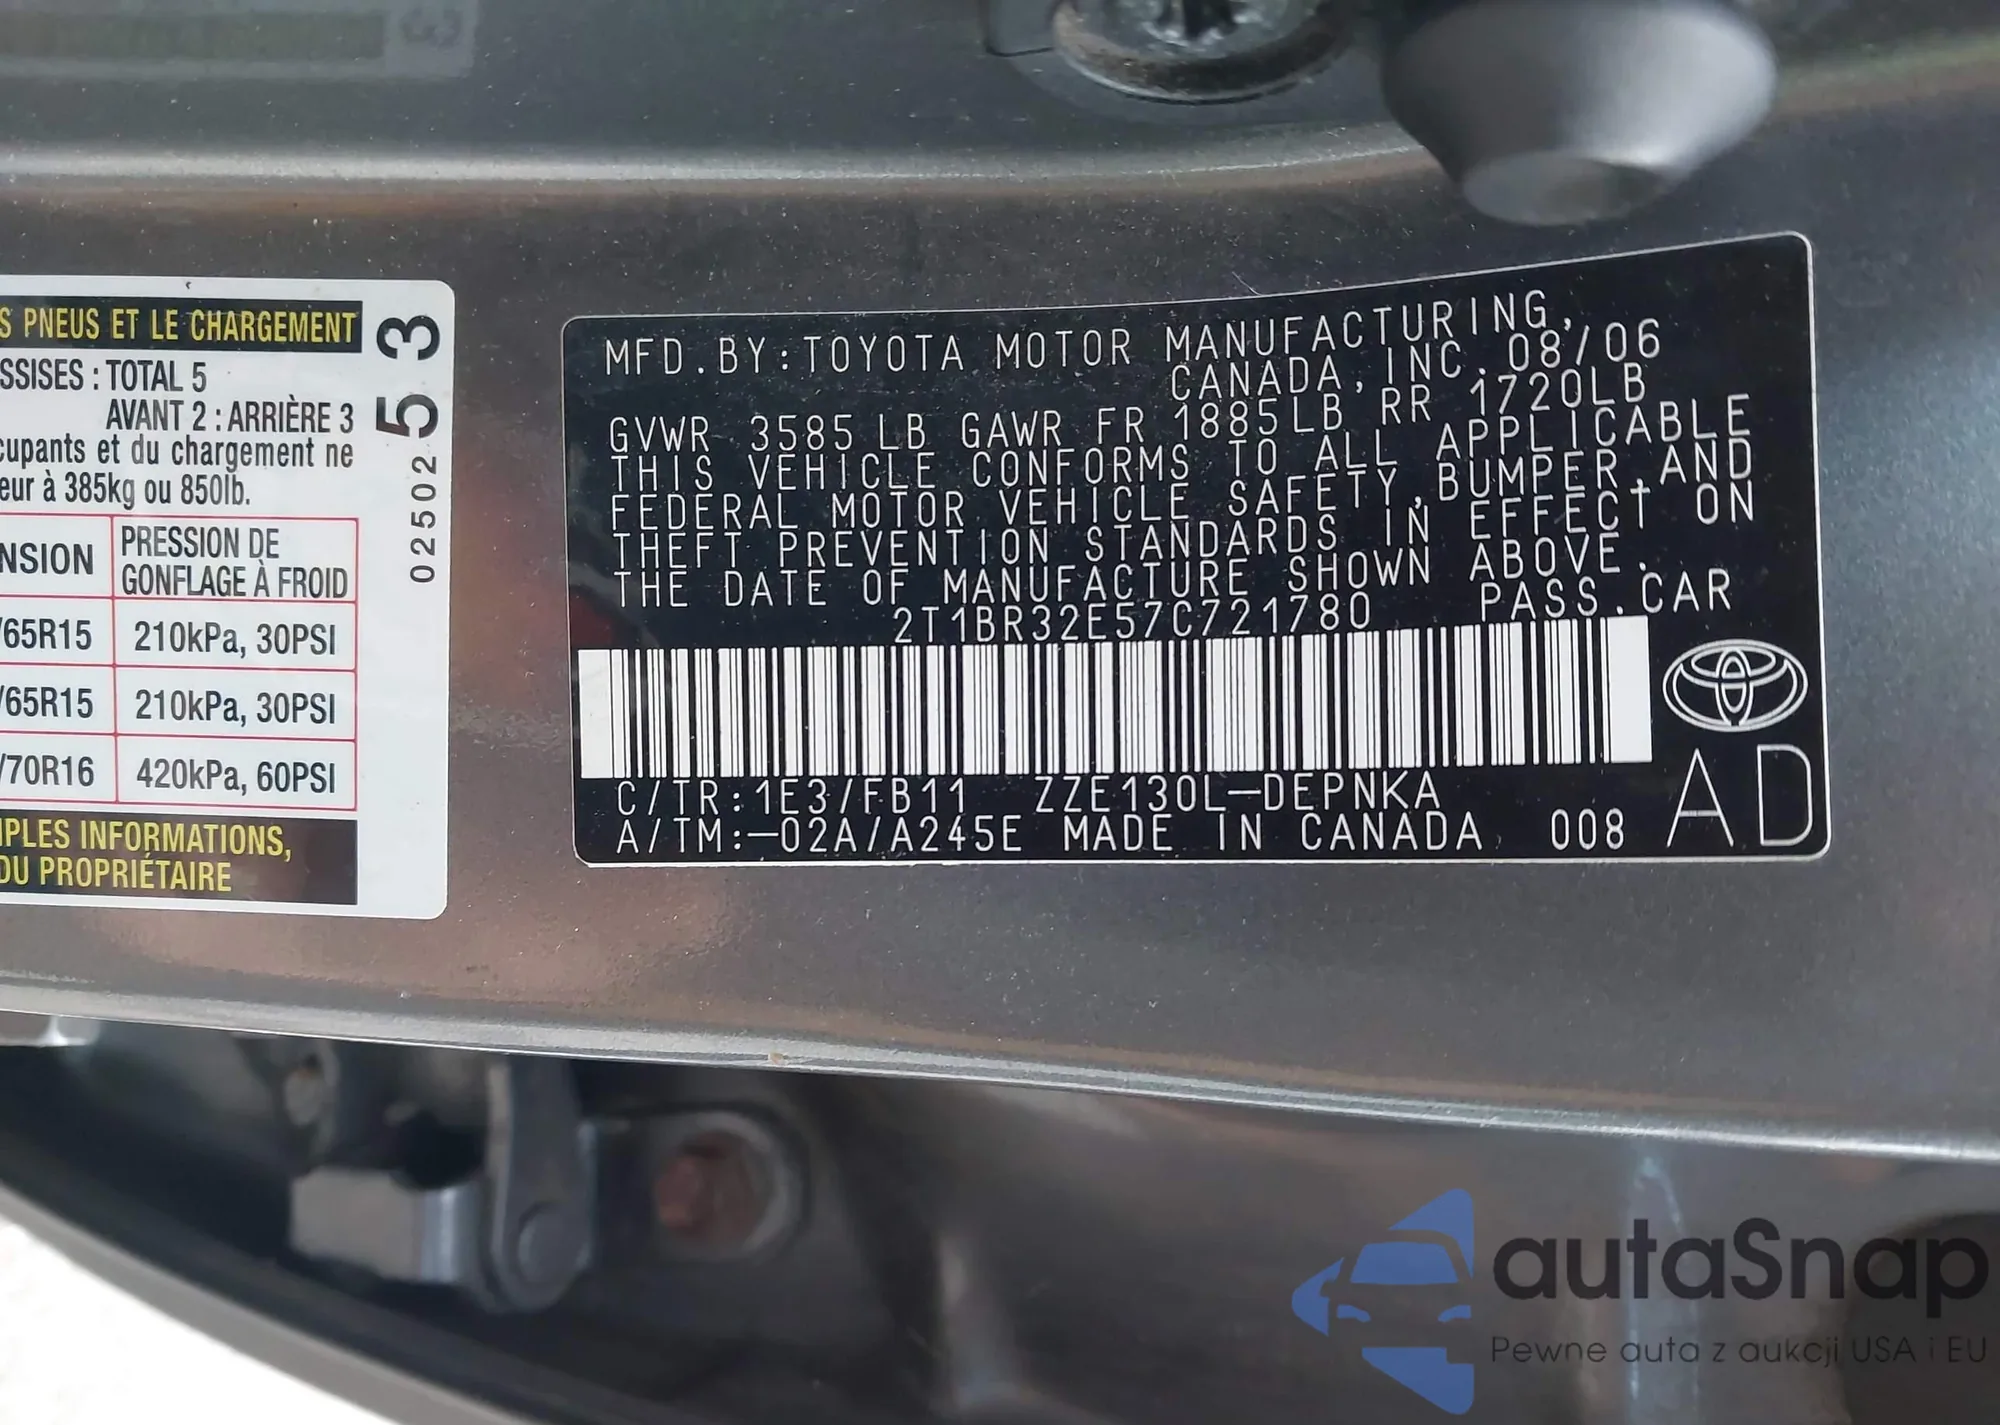 S PNEUS ET LE CHARGEMENT
SSISES : TOTAL 5
AVANT 2 : ARRIÈRE 3
cupants et du chargement ne
eur à 385kg ou 850lb.
NSION PRESSION DE
GONFLAGE À FROID
/65R15 210kPa, 30PSI
/65R15 210kPa, 30PSI
/70R16 420kPa, 60PSI
IPLES INFORMATIONS,
DU PROPRIÉTAIRE
02502 53
MFD.BY:TOYOTA MOTOR MANUFACTURING,
CANADA,INC. 08/06
GVWR 3585LB GAWR FR 1885LB RR 1720LB
THIS VEHICLE CONFORMS TO ALL APPLICABLE
FEDERAL MOTOR VEHICLE SAFETY,BUMPER,AND
THEFT PREVENTION STANDARDS IN EFFECT ON
THE DATE OF MANUFACTURE SHOWN ABOVE.
2T1BR32E57C721780 PASS.CAR
C/TR:1E3/FB11 ZZE130L-DEPNKA
A/TM:-02A/A245E MADE IN CANADA 008
AD
autaSnap
Pewne auta z aukcji USA i EU